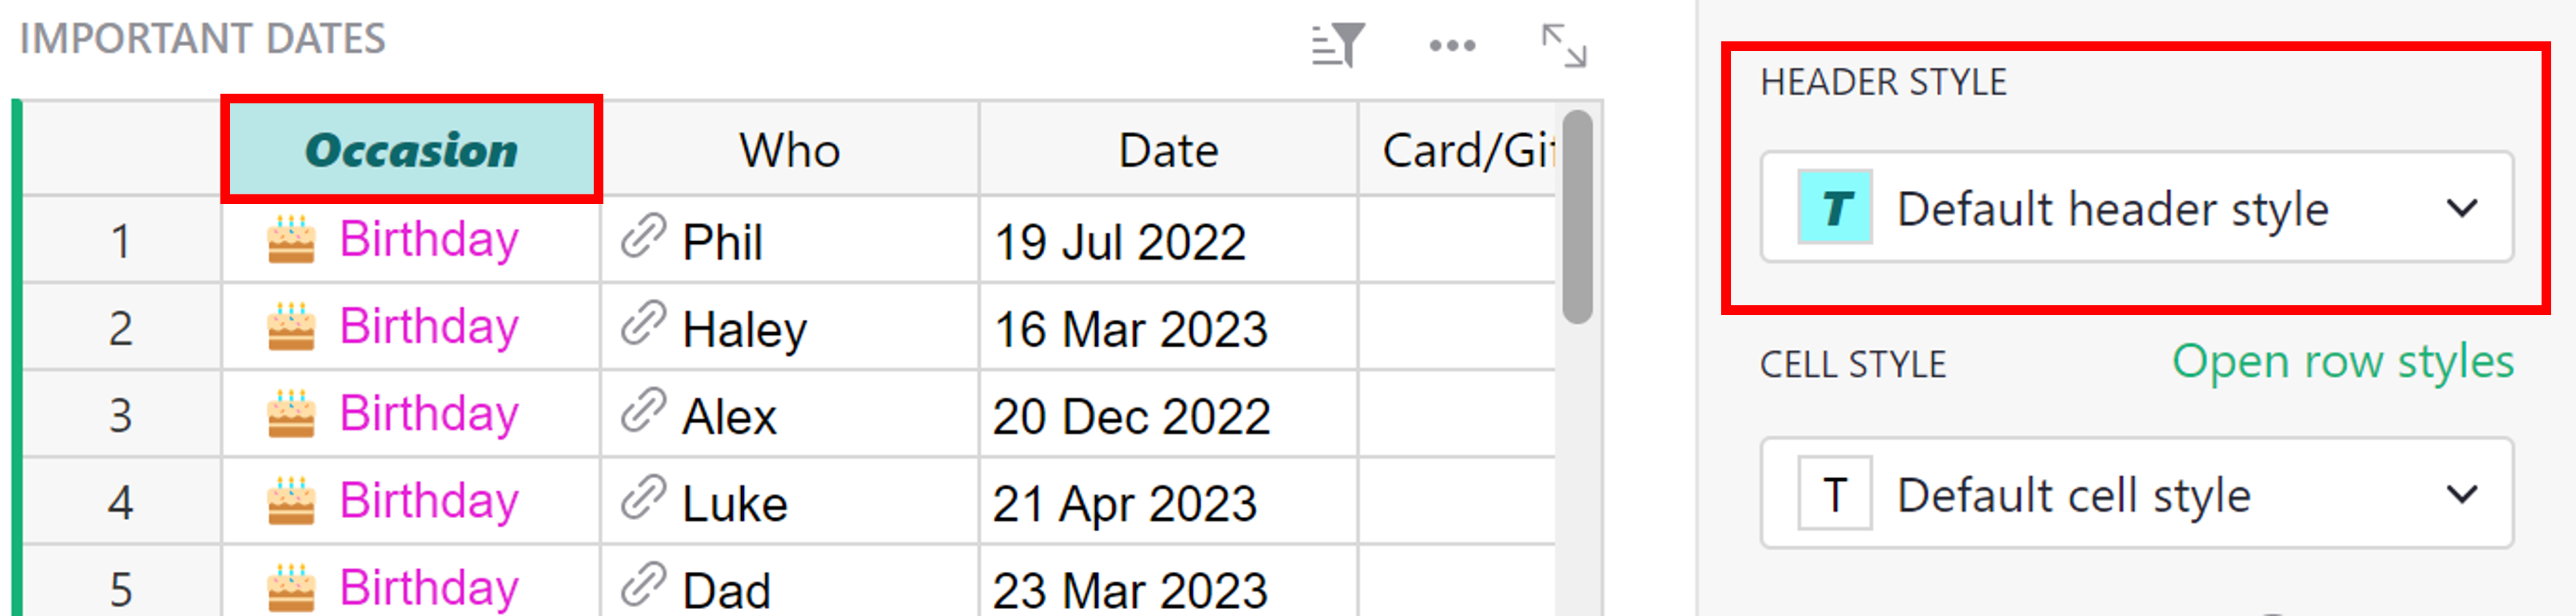 IMPORTANT DATES
Occasion Who Date Card/Gif
1 Birthday Phil 19 Jul 2022
2 Birthday Haley 16 Mar 2023
3 Birthday Alex 20 Dec 2022
4 Birthday Luke 21 Apr 2023
5 Birthday Dad 23 Mar 2023
HEADER STYLE
T Default header style
CELL STYLE Open row styles
T Default cell style